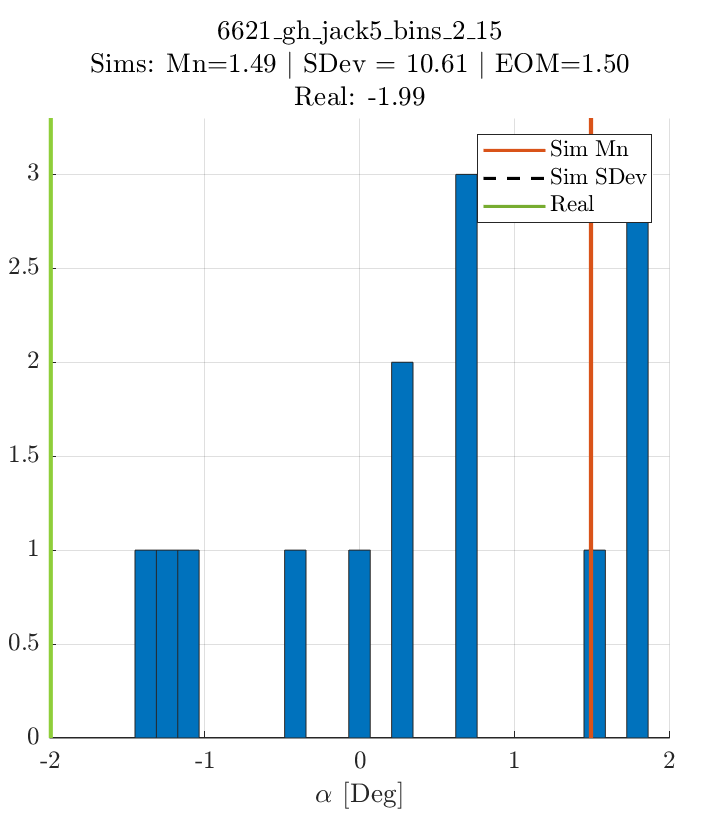 6621_gh_jack5_bins_2_15
Sims: Mn=1.49 | SDev = 10.61 | EOM=1.50
Real: -1.99
Sim Mn
Sim SDev
Real
3
2.5
2
1.5
1
0.5
0
-2
-1
0
1
2
α [Deg]